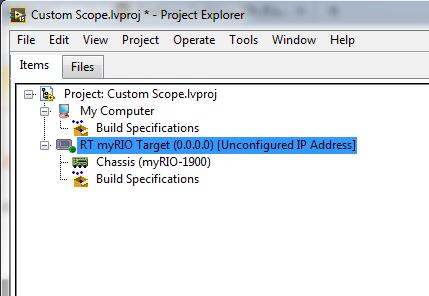 Custom Scope.lvproj * - Project Explorer
File Edit View Project Operate Tools Window Help
Items Files
Project: Custom Scope.lvproj
My Computer
Build Specifications
RT myRIO Target (0.0.0.0) [Unconfigured IP Address]
Chassis (myRIO-1900)
Build Specifications